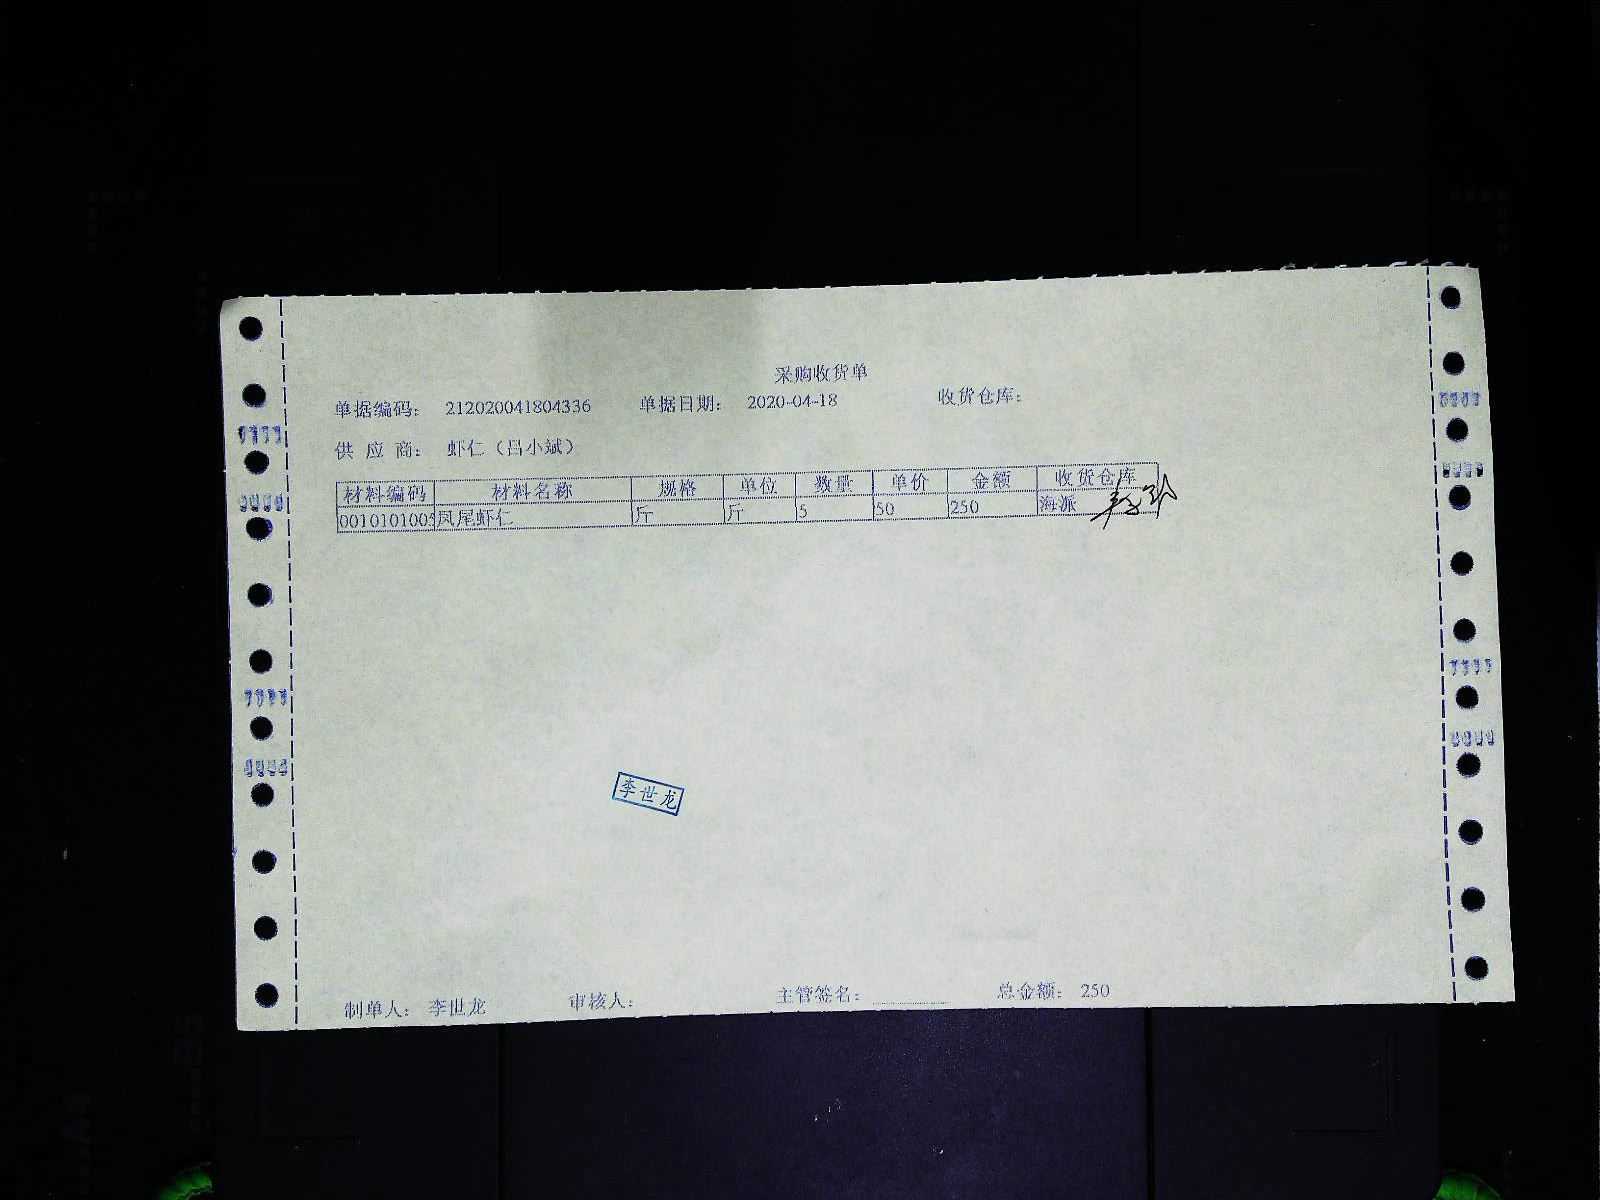 采购收货单
单据编码： 212020041804336 单据日期： 2020-04-18 收货仓库：
供 应 商： 虾仁（吕小斌）
材料编码 材料名称 规格 单位 数量 单价 金额 收货仓库
0010101005 凤尾虾仁 斤 斤 5 50 250 海派
李世龙
制单人： 李世龙 审核人： 主管签名： 总金额： 250